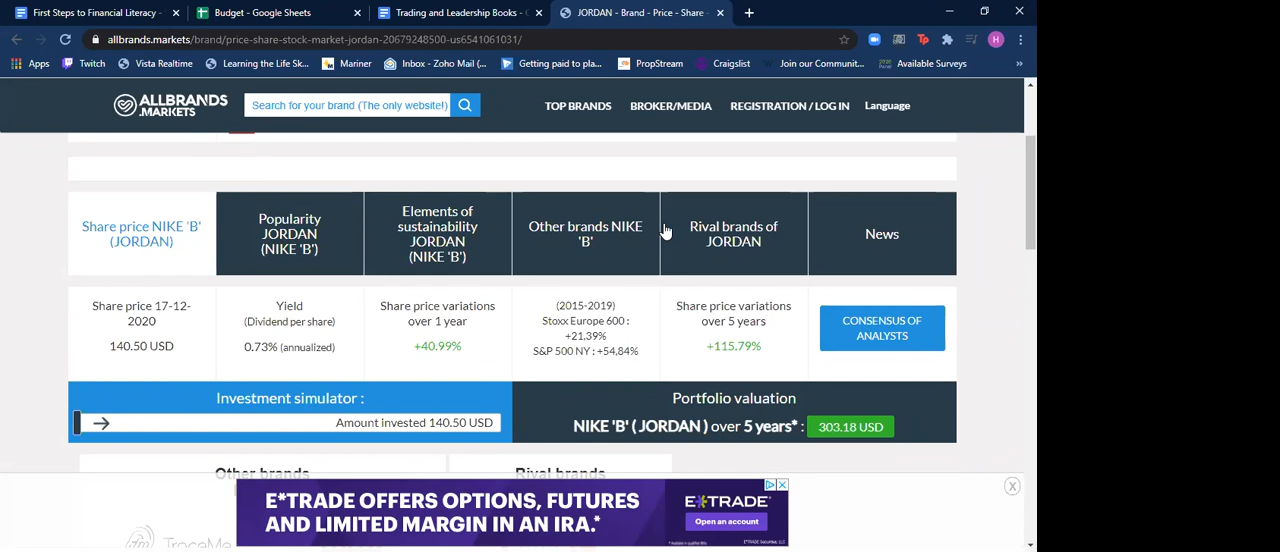 First Steps to Financial Literacy -
Budget - Google Sheets
Trading and Leadership Books -
JORDAN - Brand - Price - Share -
allbrands.markets/brand/price-share-stock-market-jordan-20679248500-us6541061031/
H
Apps
Twitch
Vista Realtime
Learning the Life Sk...
Mariner
Inbox - Zoho Mail (...
Getting paid to pla...
PropStream
Craigslist
Join our Communit...
Available Surveys
»
ALLBRANDS
.MARKETS
Search for your brand (The only website!)
TOP BRANDS
BROKER/MEDIA
REGISTRATION / LOG IN
Language
Share price NIKE 'B'
(JORDAN)
Popularity
JORDAN
(NIKE 'B')
Elements of
sustainability
JORDAN
(NIKE 'B')
Other brands NIKE
'B'
Rival brands of
JORDAN
News
Share price 17-12-
2020
140.50 USD
Yield
(Dividend per share)
0.73% (annualized)
Share price variations
over 1 year
+40.99%
(2015-2019)
Stoxx Europe 600 :
+21,39%
S&P 500 NY : +54,84%
Share price variations
over 5 years
+115.79%
CONSENSUS OF
ANALYSTS
Investment simulator :
Amount invested 140.50 USD
Portfolio valuation
NIKE 'B' ( JORDAN ) over 5 years* : 303.18 USD
Other brands
Rival brands
TraceMe
E*TRADE OFFERS OPTIONS, FUTURES
AND LIMITED MARGIN IN AN IRA.*
E*TRADE
Open an account
X